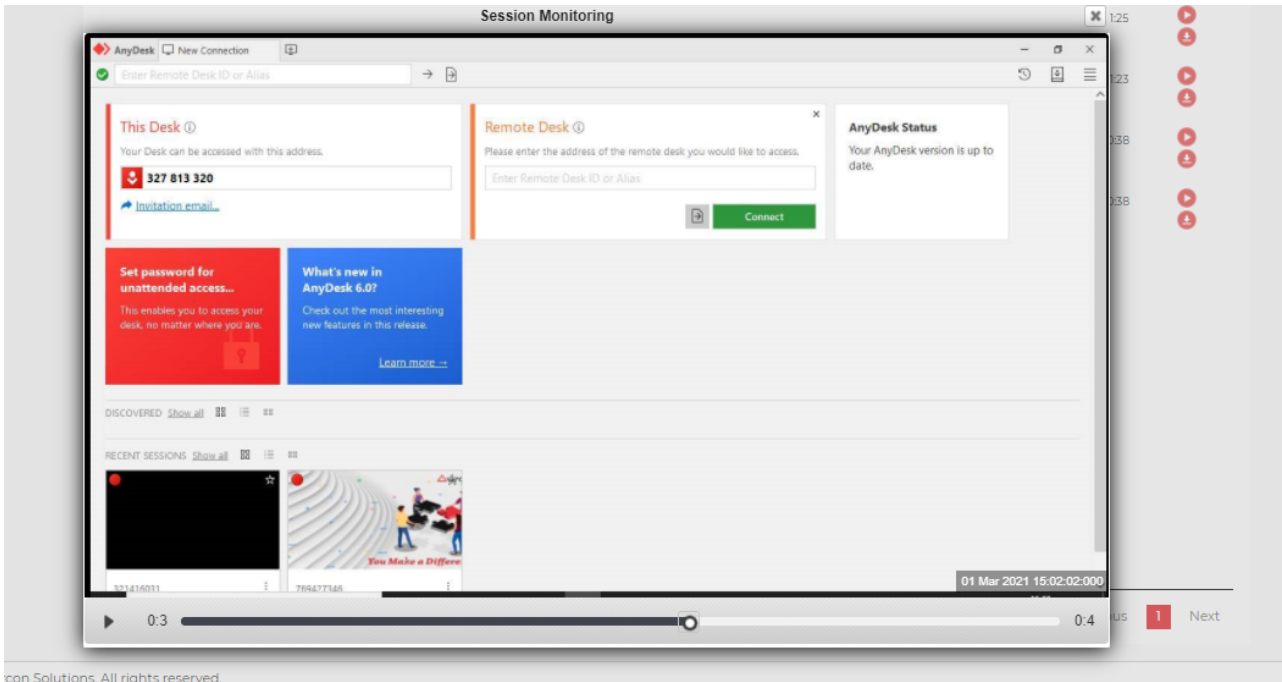 Session Monitoring
1:25
AnyDesk New Connection
Enter Remote Desk ID or Alias
1:23
This Desk
Your Desk can be accessed with this address.
327 813 320
Invitation email...
Remote Desk
Please enter the address of the remote desk you would like to access.
Enter Remote Desk ID or Alias
Connect
AnyDesk Status
Your AnyDesk version is up to
date.
0:38
0:38
Set password for
unattended access...
This enables you to access your
desk, no matter where you are.
What's new in
AnyDesk 6.0?
Check out the most interesting
new features in this release.
Learn more →
DISCOVERED Show all
RECENT SESSIONS Show all
You Make a Differe
321416031
769427346
01 Mar 2021 15:02:02:000
0:3
0:4
ous 1 Next
rcon Solutions. All rights reserved.